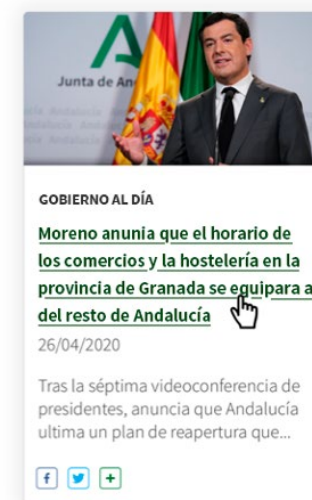 Junta de An
GOBIERNO AL DÍA
Moreno anunia que el horario de
los comercios y la hostelería en la
provincia de Granada se equipara a
del resto de Andalucía
26/04/2020
Tras la séptima videoconferencia de
presidentes, anuncia que Andalucía
ultima un plan de reapertura que...
f
+